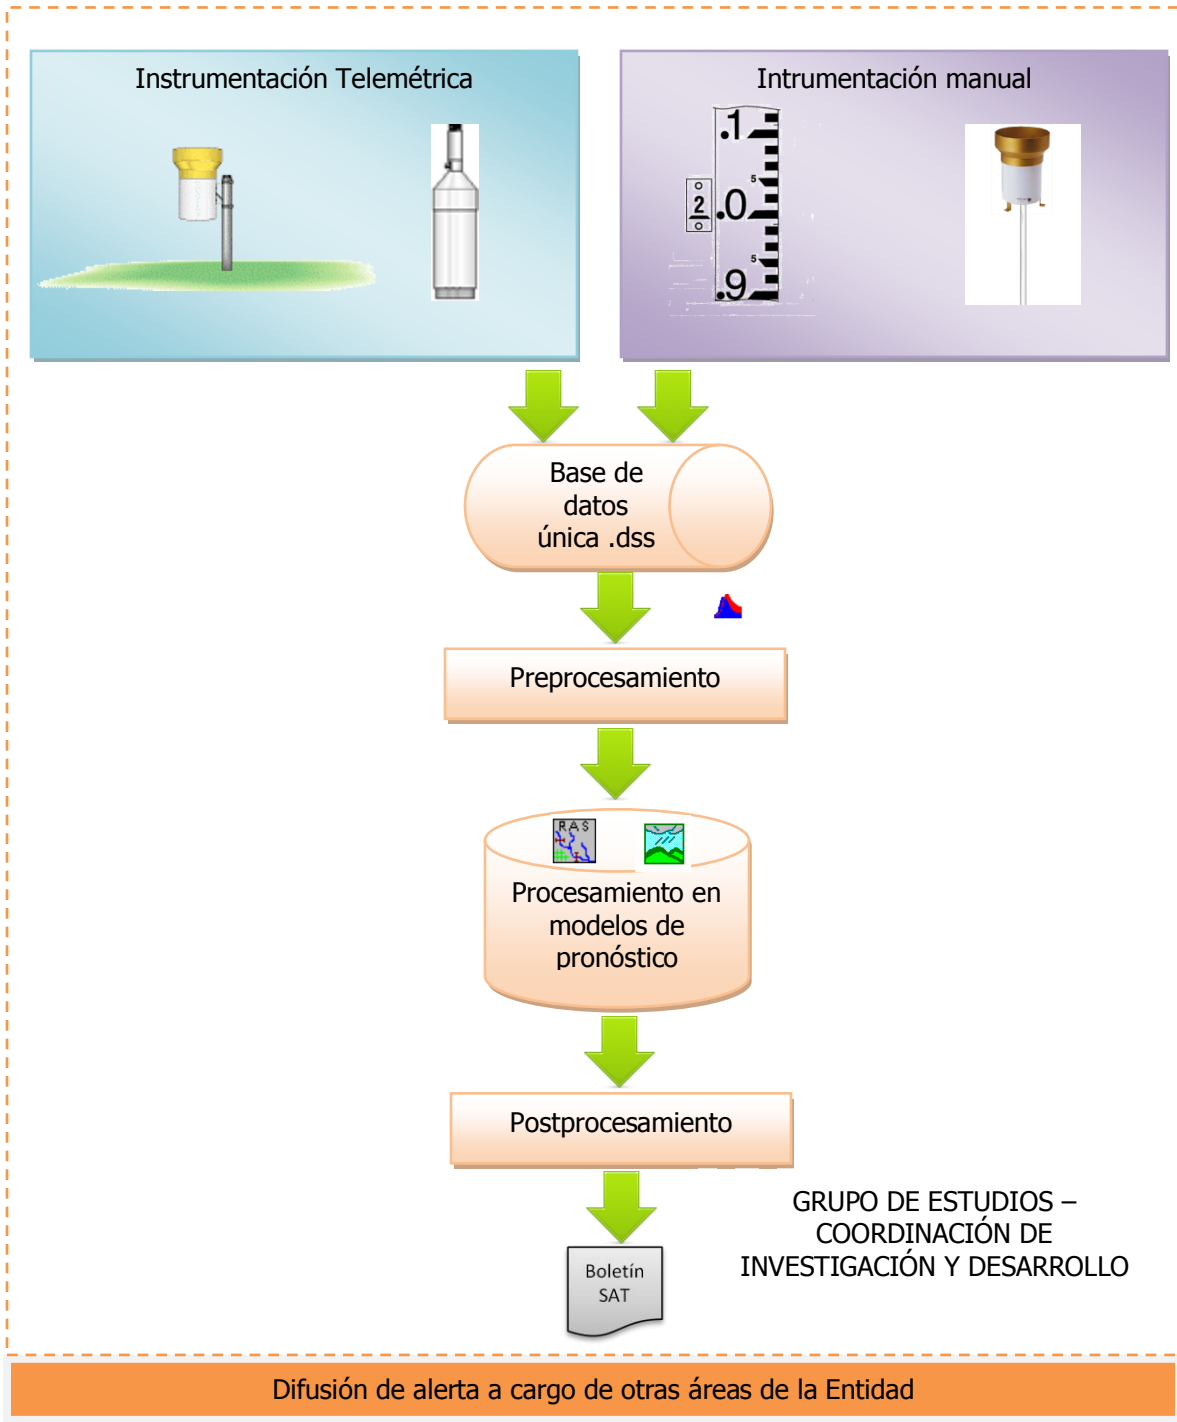 Instrumentación Telemétrica
Intrumentación manual
.1
5
2
.0
5
.9
Base de
datos
única .dss
Preprocesamiento
RAS
Procesamiento en
modelos de
pronóstico
Postprocesamiento
GRUPO DE ESTUDIOS –
COORDINACIÓN DE
INVESTIGACIÓN Y DESARROLLO
Boletín
SAT
Difusión de alerta a cargo de otras áreas de la Entidad